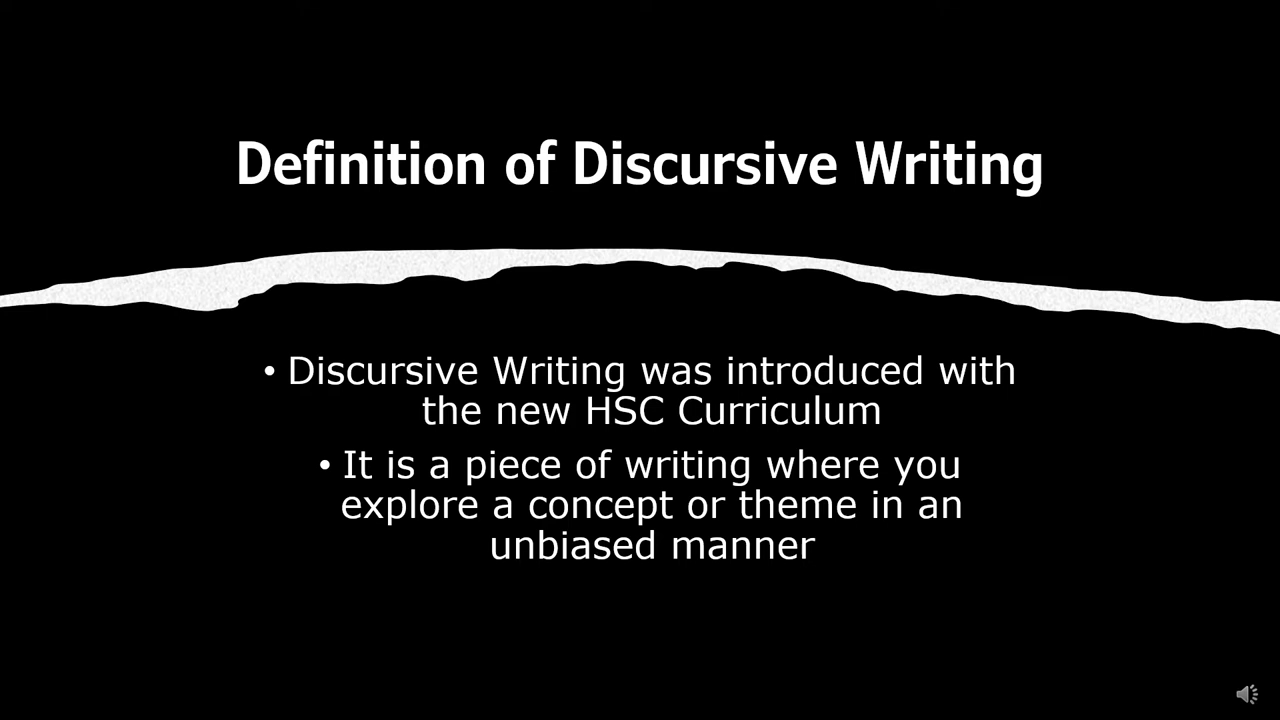 Definition of Discursive Writing
• Discursive Writing was introduced with
the new HSC Curriculum
• It is a piece of writing where you
explore a concept or theme in an
unbiased manner